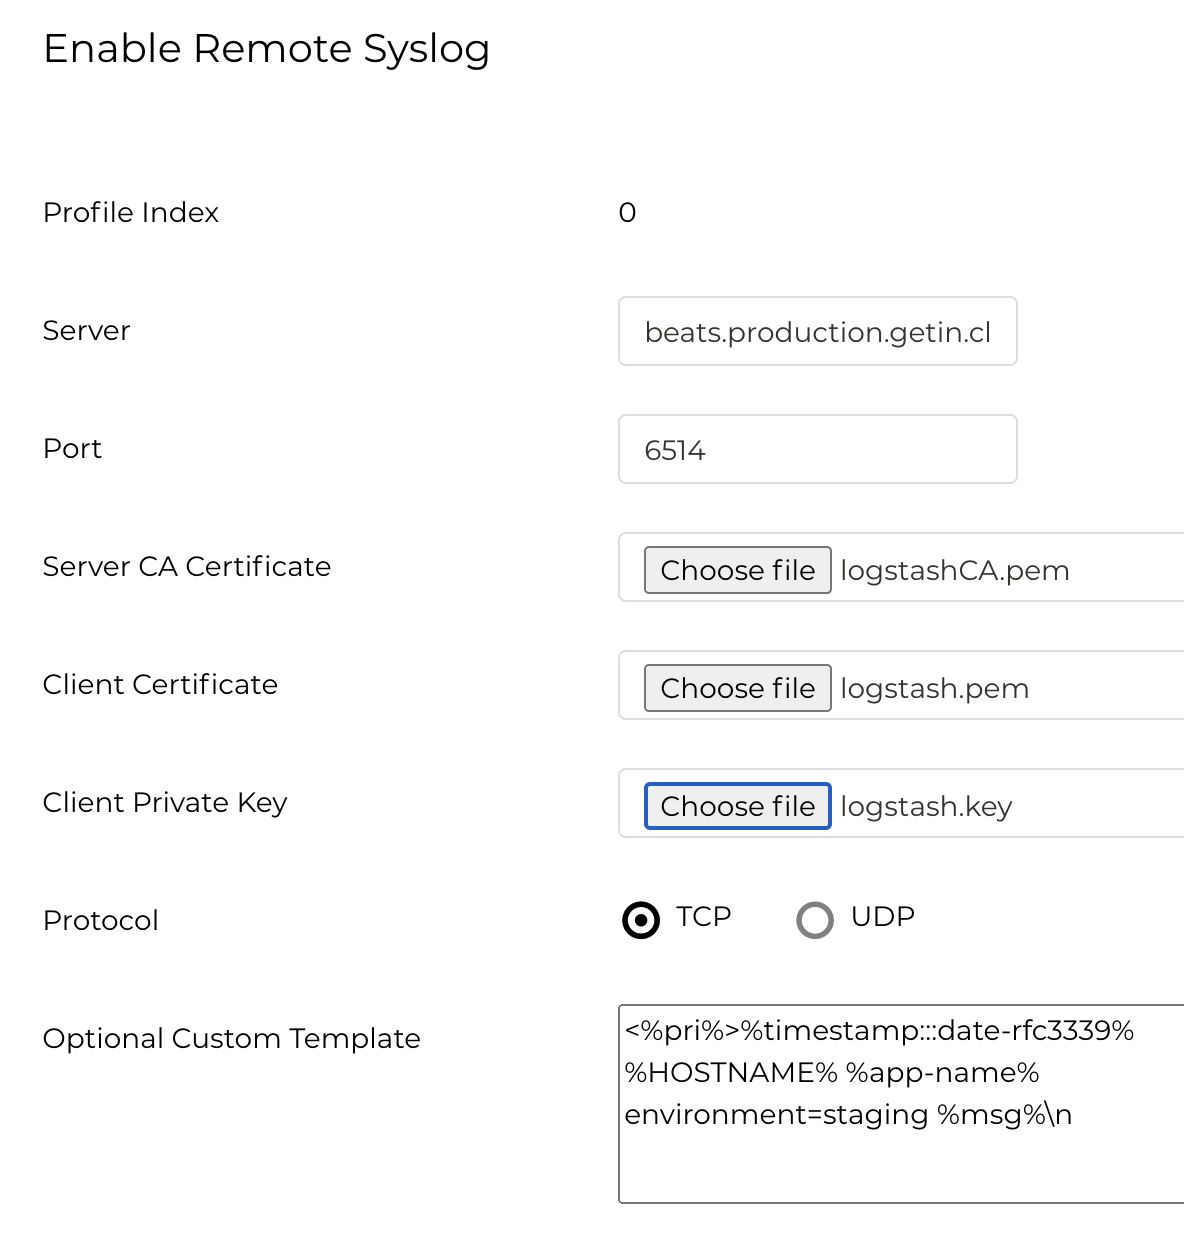 Enable Remote Syslog
Profile Index 0
Server beats.production.getin.cl
Port 6514
Server CA Certificate Choose file logstashCA.pem
Client Certificate Choose file logstash.pem
Client Private Key Choose file logstash.key
Protocol TCP UDP
Optional Custom Template <%pri%>%timestamp:::date-rfc3339%
%HOSTNAME% %app-name%
environment=staging %msg%\n